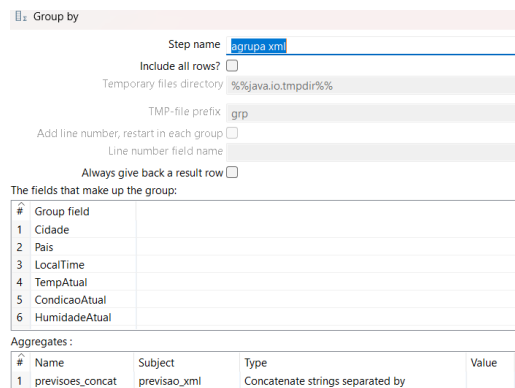 Group by
Step name agrupa xml
Include all rows?
Temporary files directory %%java.io.tmpdir%%
TMP-file prefix grp
Add line number, restart in each group
Line number field name
Always give back a result row
The fields that make up the group:
# Group field
1 Cidade
2 Pais
3 LocalTime
4 TempAtual
5 CondicaoAtual
6 HumidadeAtual
Aggregates :
# Name Subject Type Value
1 previsoes_concat previsao_xml Concatenate strings separated by